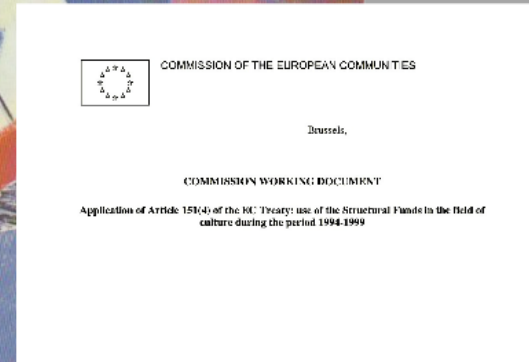 COMMISSION OF THE EUROPEAN COMMUNITIES
Brussels,
COMMISSION WORKING DOCUMENT
Application of Article 151(4) of the EC Treaty: use of the Structural Funds in the field of
culture during the period 1994-1999